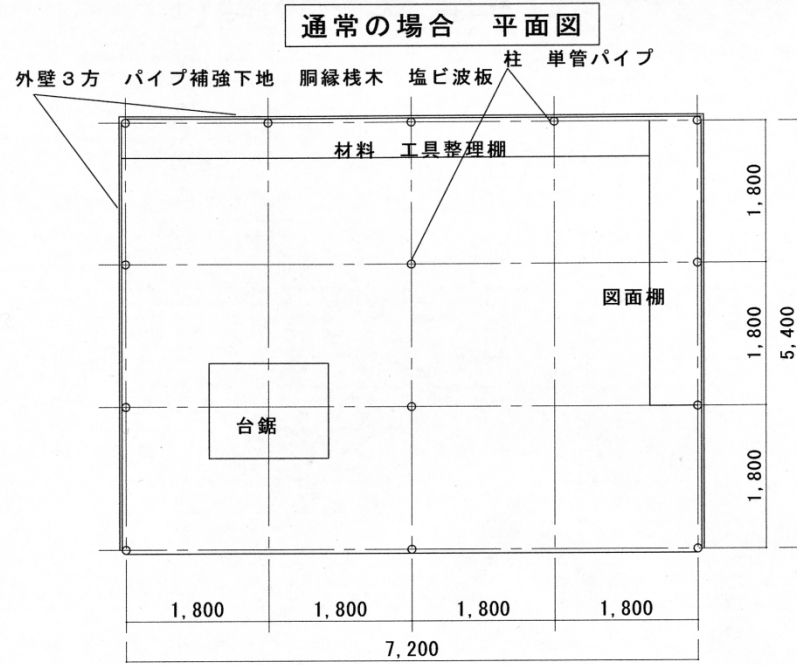 通常の場合　平面図
柱　単管パイプ
外壁３方　パイプ補強下地　胴縁桟木　塩ビ波板
材料　工具整理棚
1,800
図面棚
1,800
5,400
台鋸
1,800
1,800
1,800
1,800
1,800
7,200